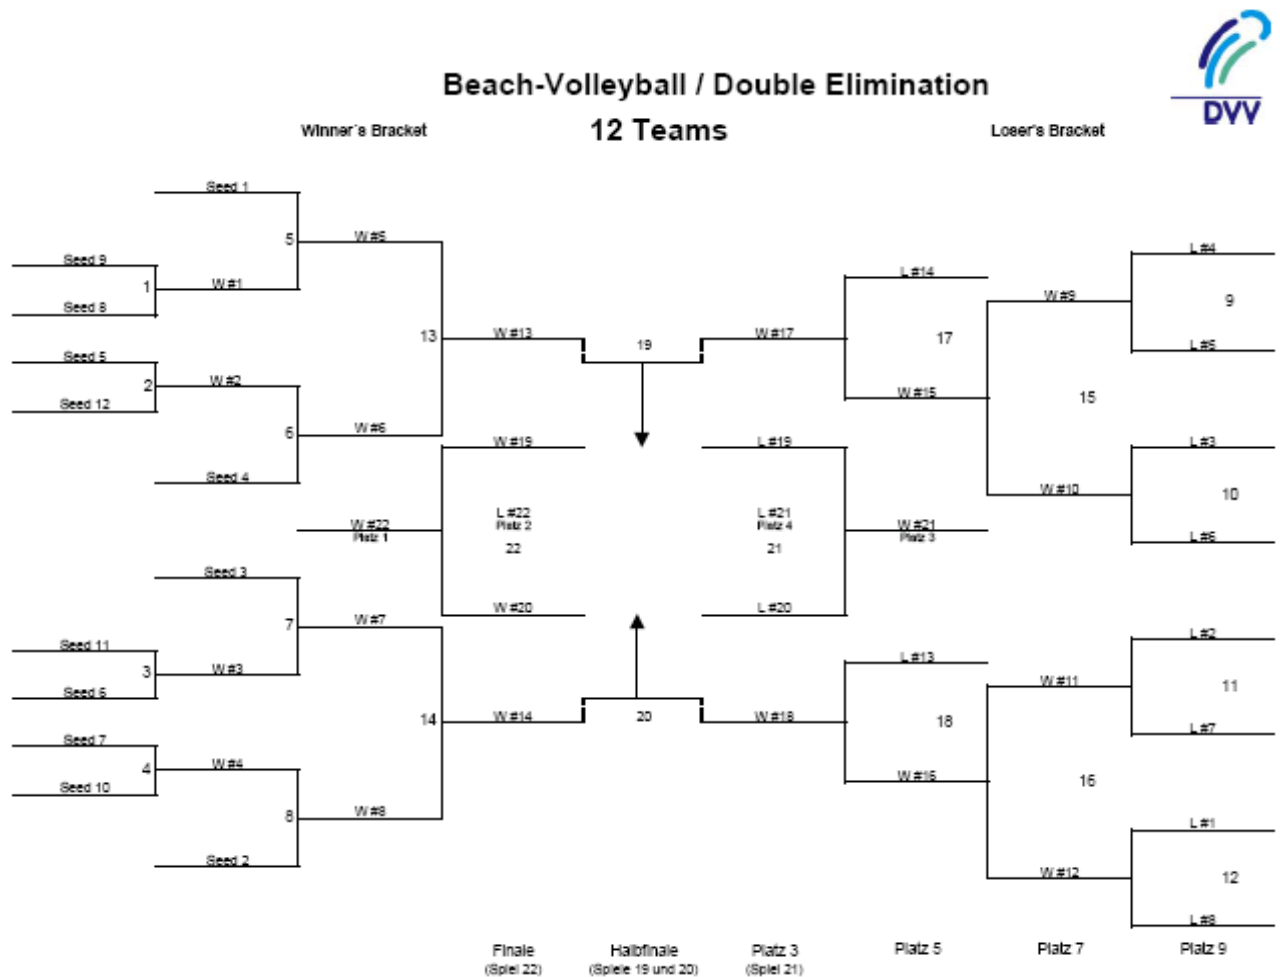 DVV
Beach-Volleyball / Double Elimination
Winner´s Bracket
12 Teams
Loser's Bracket
Seed 1
5
W #5
Seed 9
1
W #1
Seed 8
13
W #13
Seed 5
2
W #2
Seed 12
6
W #6
Seed 4
19
W #17
L #14
17
W #15
W #9
15
W #10
L #4
9
L #5
L #3
10
L #6
W #19
L #22
Platz 2
22
W #22
Platz 1
W #20
L #19
L #21
Platz 4
21
W #21
Platz 3
L #20
Seed 3
7
W #7
Seed 11
3
W #3
Seed 6
14
W #14
Seed 7
4
W #4
Seed 10
8
W #8
Seed 2
20
W #18
L #13
18
W #16
W #11
16
W #12
L #2
11
L #7
L #1
12
L #8
Finale
(Spiel 22)
Halbfinale
(Spiele 19 und 20)
Platz 3
(Spiel 21)
Platz 5
Platz 7
Platz 9